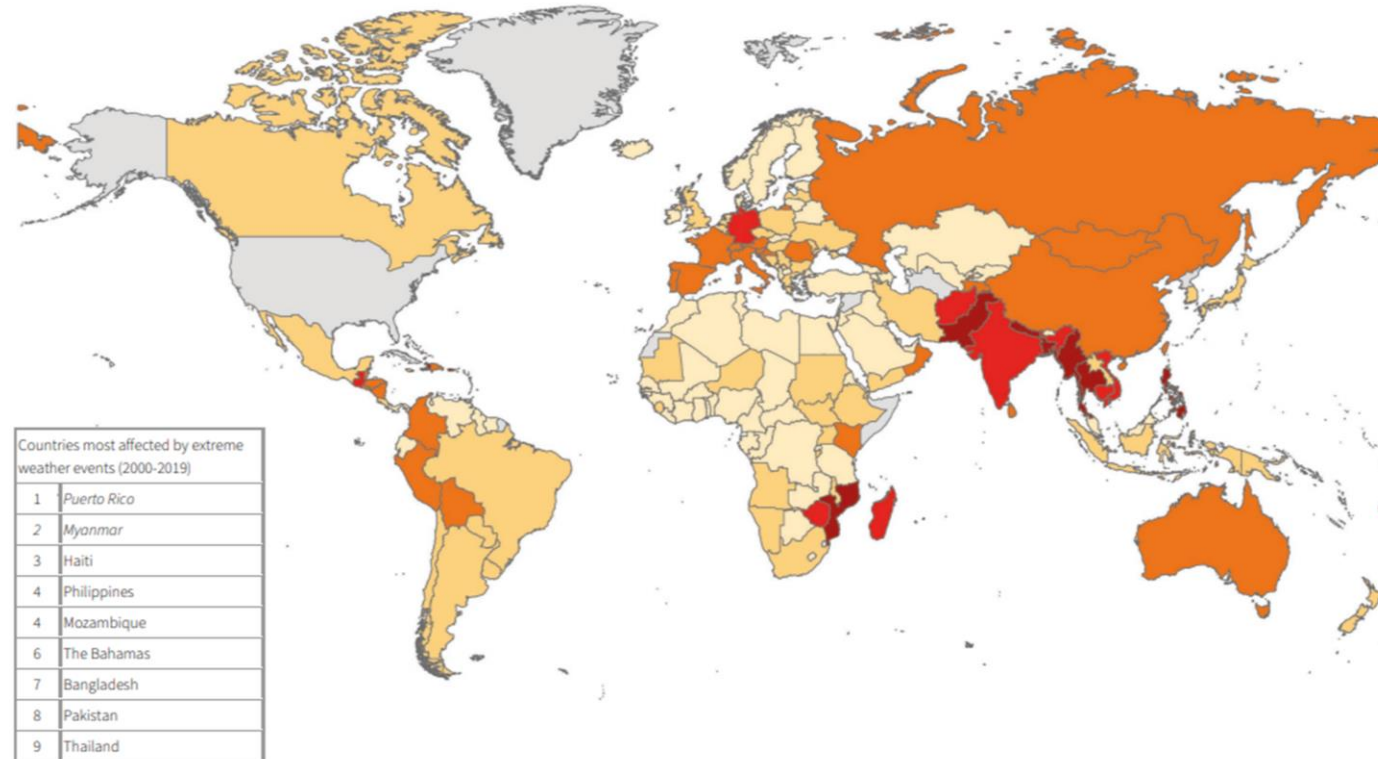 Countries most affected by extreme
weather events (2000-2019)
1 Puerto Rico
2 Myanmar
3 Haiti
4 Philippines
4 Mozambique
6 The Bahamas
7 Bangladesh
8 Pakistan
9 Thailand